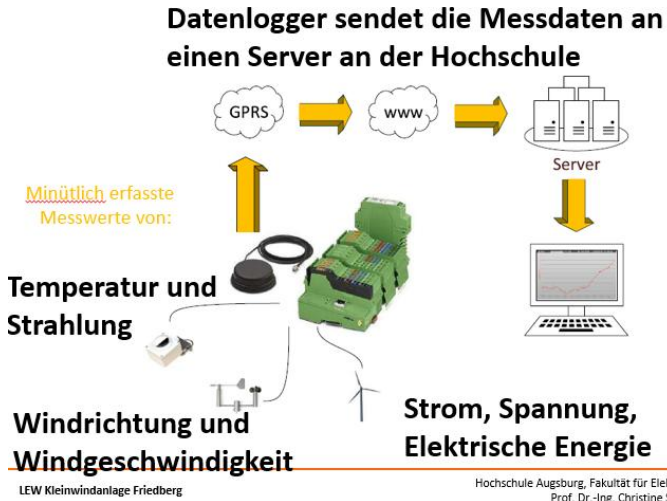 Datenlogger sendet die Messdaten an
einen Server an der Hochschule
GPRS
www
Server
Minütlich erfasste
Messwerte von:
Temperatur und
Strahlung
Windrichtung und
Windgeschwindigkeit
Strom, Spannung,
Elektrische Energie
LEW Kleinwindanlage Friedberg
Hochschule Augsburg, Fakultät für Elek
Prof. Dr.-Ing. Christine